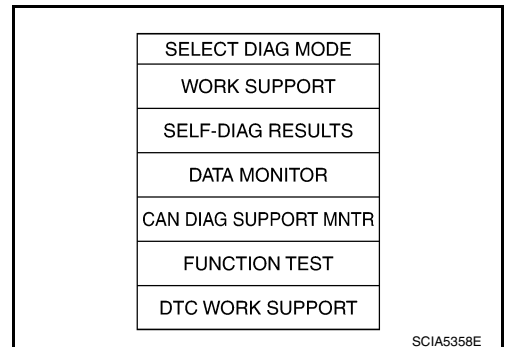 SELECT DIAG MODE
WORK SUPPORT
SELF-DIAG RESULTS
DATA MONITOR
CAN DIAG SUPPORT MNTR
FUNCTION TEST
DTC WORK SUPPORT
SCIA5358E